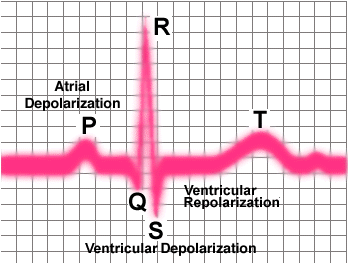 R
Atrial
Depolarization
P
T
Q
Ventricular
Repolarization
S
Ventricular Depolarization